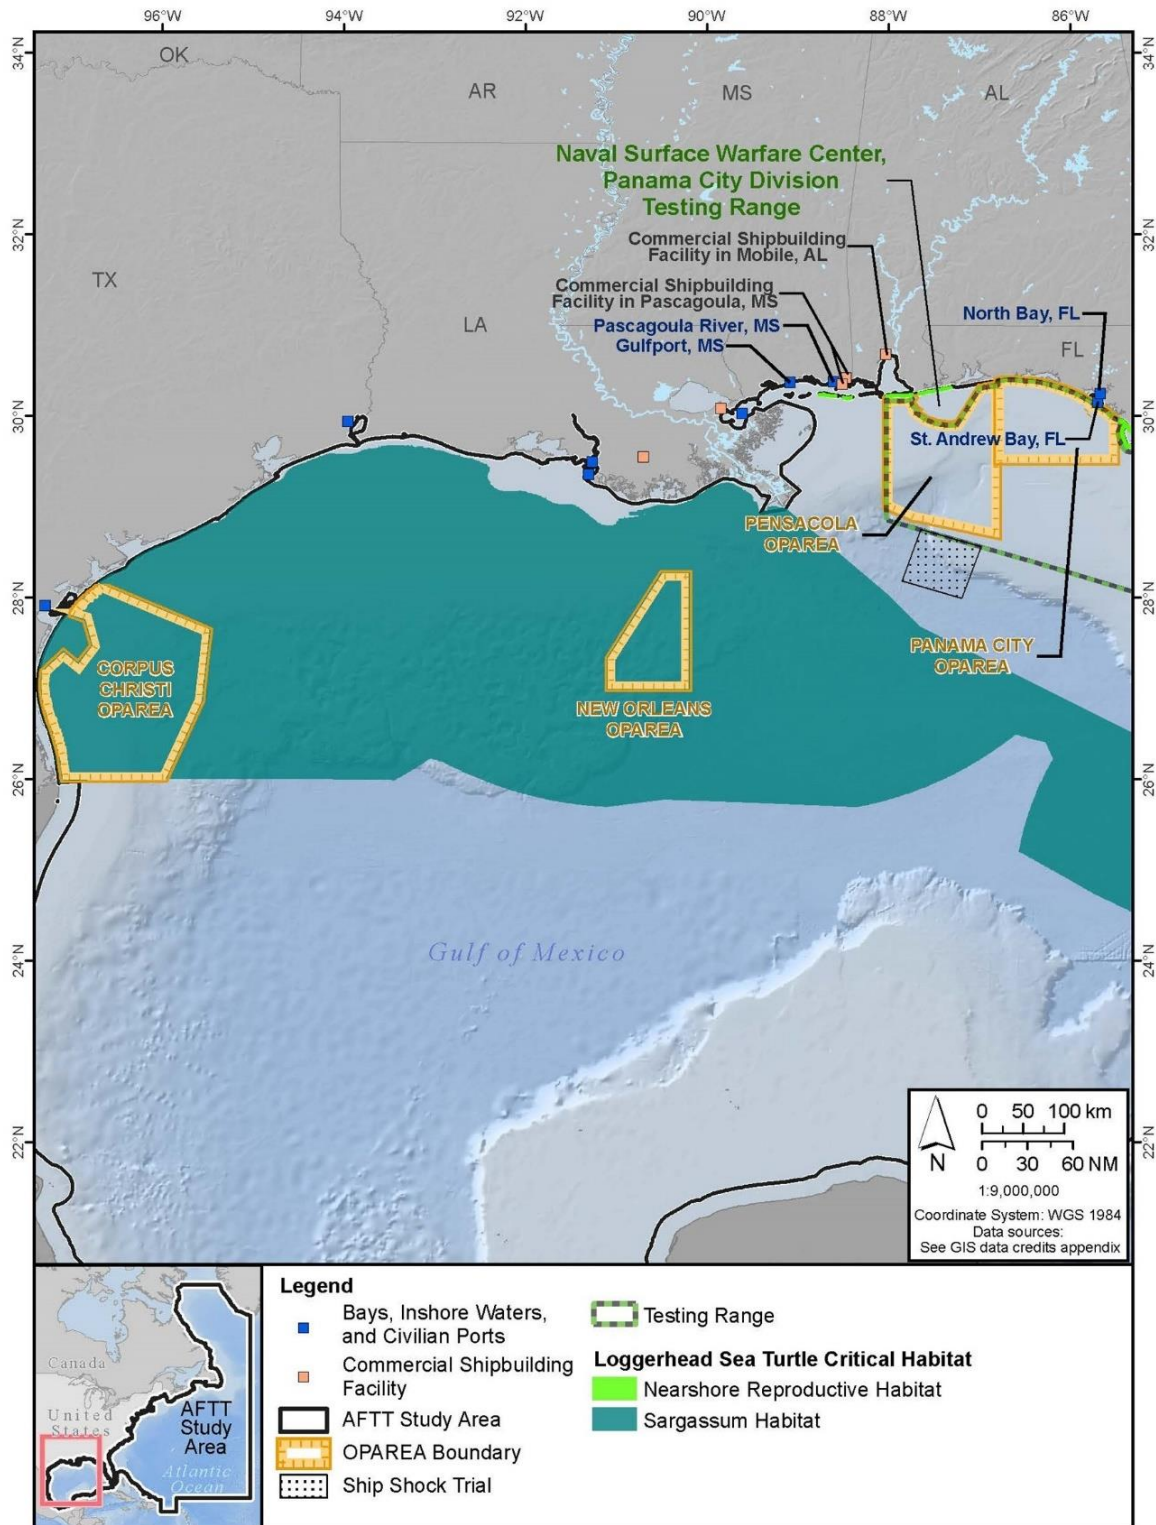 96°W 94°W 92°W 90°W 88°W 86°W
34°N 34°N
OK
AR MS AL
Naval Surface Warfare Center,
Panama City Division
Testing Range
32°N 32°N
Commercial Shipbuilding
Facility in Mobile, AL
TX
Commercial Shipbuilding
Facility in Pascagoula, MS
LA
North Bay, FL
Pascagoula River, MS
Gulfport, MS
FL
30°N 30°N
St. Andrew Bay, FL
PENSACOLA
OPAREA
28°N 28°N
PANAMA CITY
OPAREA
CORPUS
CHRISTI
OPAREA
NEW ORLEANS
OPAREA
26°N 26°N
Gulf of Mexico
24°N 24°N
22°N 22°N
0 50 100 km
0 30 60 NM
N
1:9,000,000
Coordinate System: WGS 1984
Data sources:
See GIS data credits appendix
Canada
United
States
AFTT
Study
Area
Atlantic
Ocean
Legend
Bays, Inshore Waters,
and Civilian Ports
Commercial Shipbuilding
Facility
AFTT Study Area
OPAREA Boundary
Ship Shock Trial
Testing Range
Loggerhead Sea Turtle Critical Habitat
Nearshore Reproductive Habitat
Sargassum Habitat